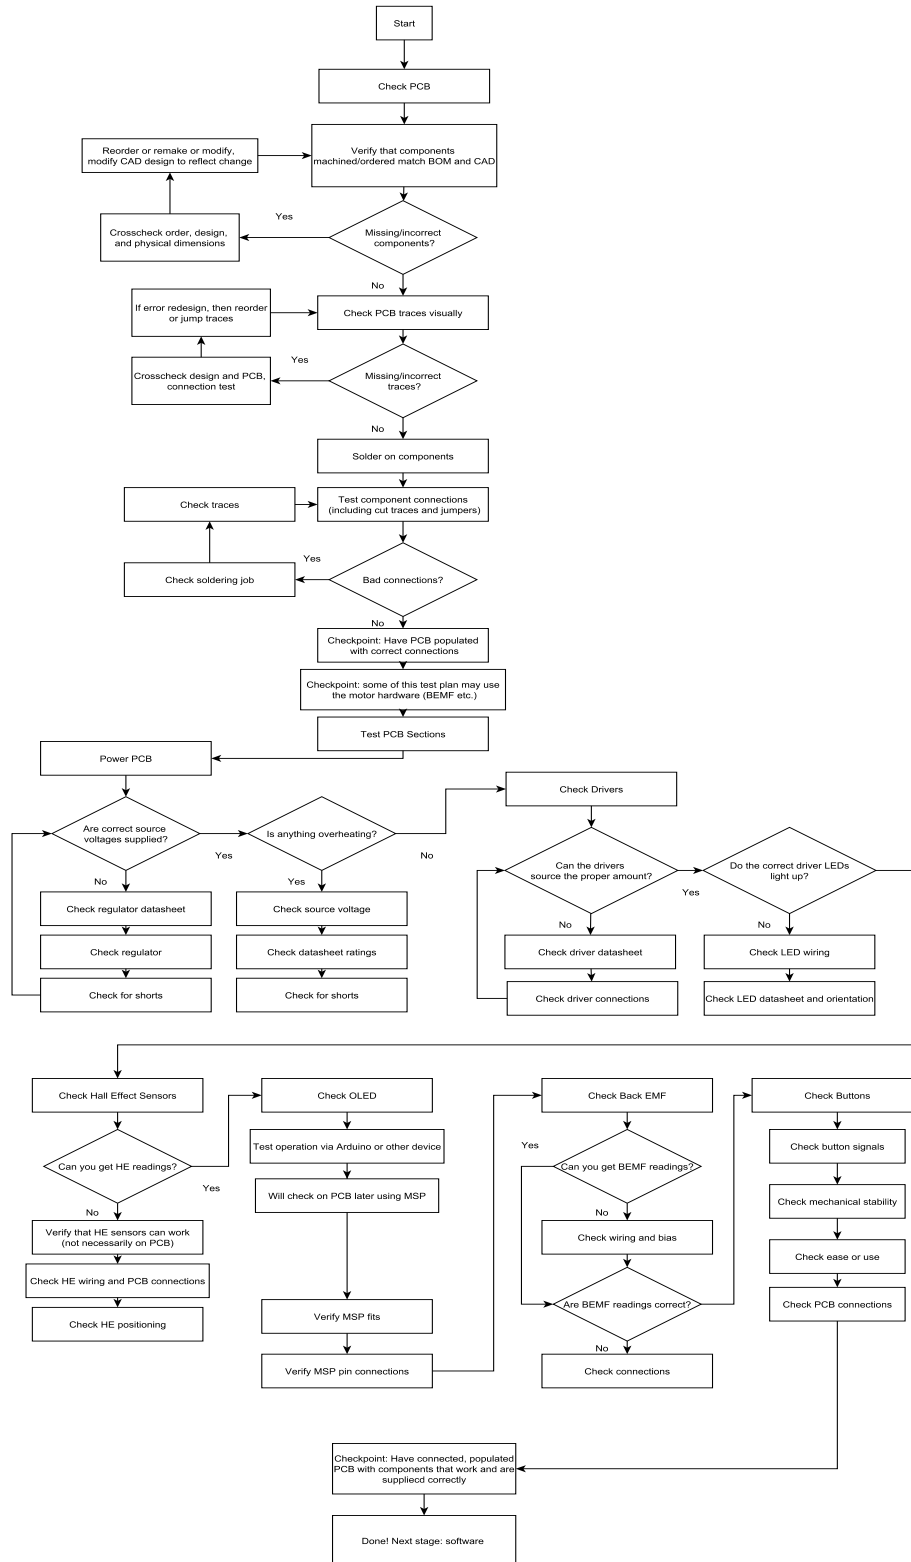 Start
Check PCB
Reorder or remake or modify,
modify CAD design to reflect change
Verify that components
machined/ordered match BOM and CAD
Yes
Crosscheck order, design,
and physical dimensions
Missing/incorrect
components?
No
If error redesign, then reorder
or jump traces
Check PCB traces visually
Yes
Crosscheck design and PCB,
connection test
Missing/incorrect
traces?
No
Solder on components
Check traces
Test component connections
(including cut traces and jumpers)
Yes
Check soldering job
Bad connections?
No
Checkpoint: Have PCB populated
with correct connections
Checkpoint: some of this test plan may use
the motor hardware (BEMF etc.)
Test PCB Sections
Power PCB
Are correct source
voltages supplied?
Yes
Is anything overheating?
No
No
Yes
Check regulator datasheet
Check source voltage
Check regulator
Check datasheet ratings
Check for shorts
Check for shorts
Check Drivers
Can the drivers
source the proper amount?
Yes
Do the correct driver LEDs
light up?
No
No
Check driver datasheet
Check LED wiring
Check driver connections
Check LED datasheet and orientation
Check Hall Effect Sensors
Can you get HE readings?
Yes
No
Verify that HE sensors can work
(not necessarily on PCB)
Check HE wiring and PCB connections
Check HE positioning
Check OLED
Test operation via Arduino or other device
Will check on PCB later using MSP
Verify MSP fits
Verify MSP pin connections
Check Back EMF
Yes
Can you get BEMF readings?
No
Check wiring and bias
Are BEMF readings correct?
No
Check connections
Check Buttons
Check button signals
Check mechanical stability
Check ease or use
Check PCB connections
Checkpoint: Have connected, populated
PCB with components that work and are
suppliecd correctly
Done! Next stage: software